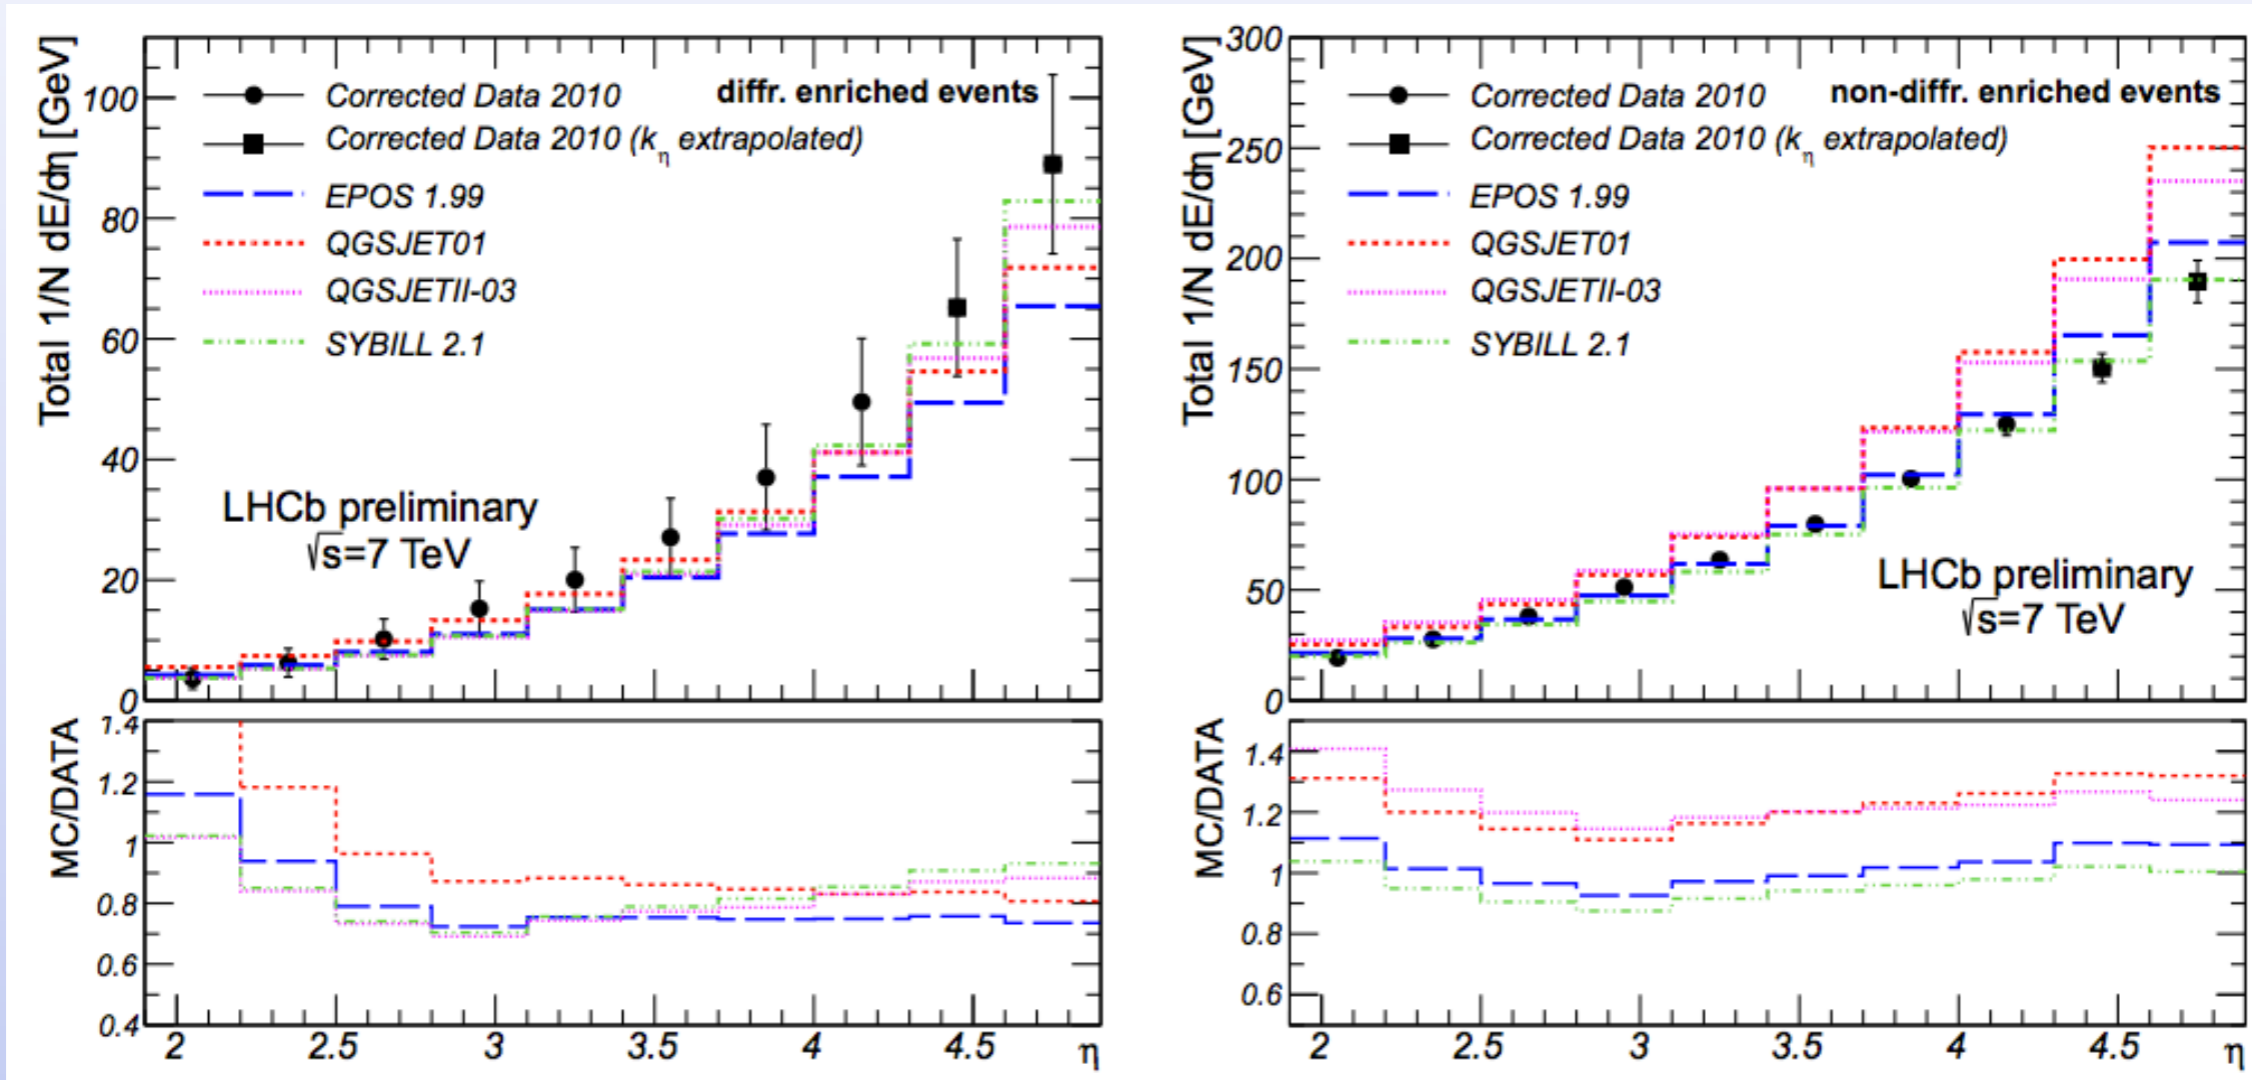 Total 1/N dE/dη [GeV]
100
80
60
40
20
0
Corrected Data 2010
diffr. enriched events
Corrected Data 2010 (kη extrapolated)
EPOS 1.99
QGSJET01
QGSJETII-03
SYBILL 2.1
LHCb preliminary
√s=7 TeV
MC/DATA
1.4
1.2
1
0.8
0.6
0.4
2 2.5 3 3.5 4 4.5 η
Total 1/N dE/dη [GeV]
300
250
200
150
100
50
0
Corrected Data 2010
non-diffr. enriched events
Corrected Data 2010 (kη extrapolated)
EPOS 1.99
QGSJET01
QGSJETII-03
SYBILL 2.1
LHCb preliminary
√s=7 TeV
MC/DATA
1.4
1.2
1
0.8
0.6
2 2.5 3 3.5 4 4.5 η